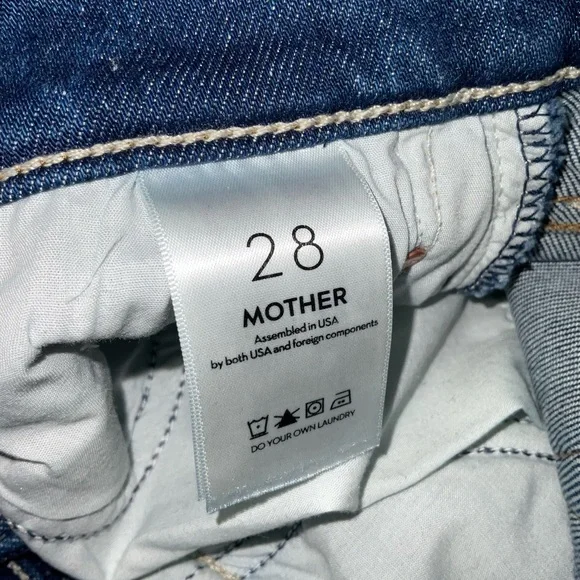 28
MOTHER
Assembled in USA
by both USA and foreign components
DO YOUR OWN LAUNDRY